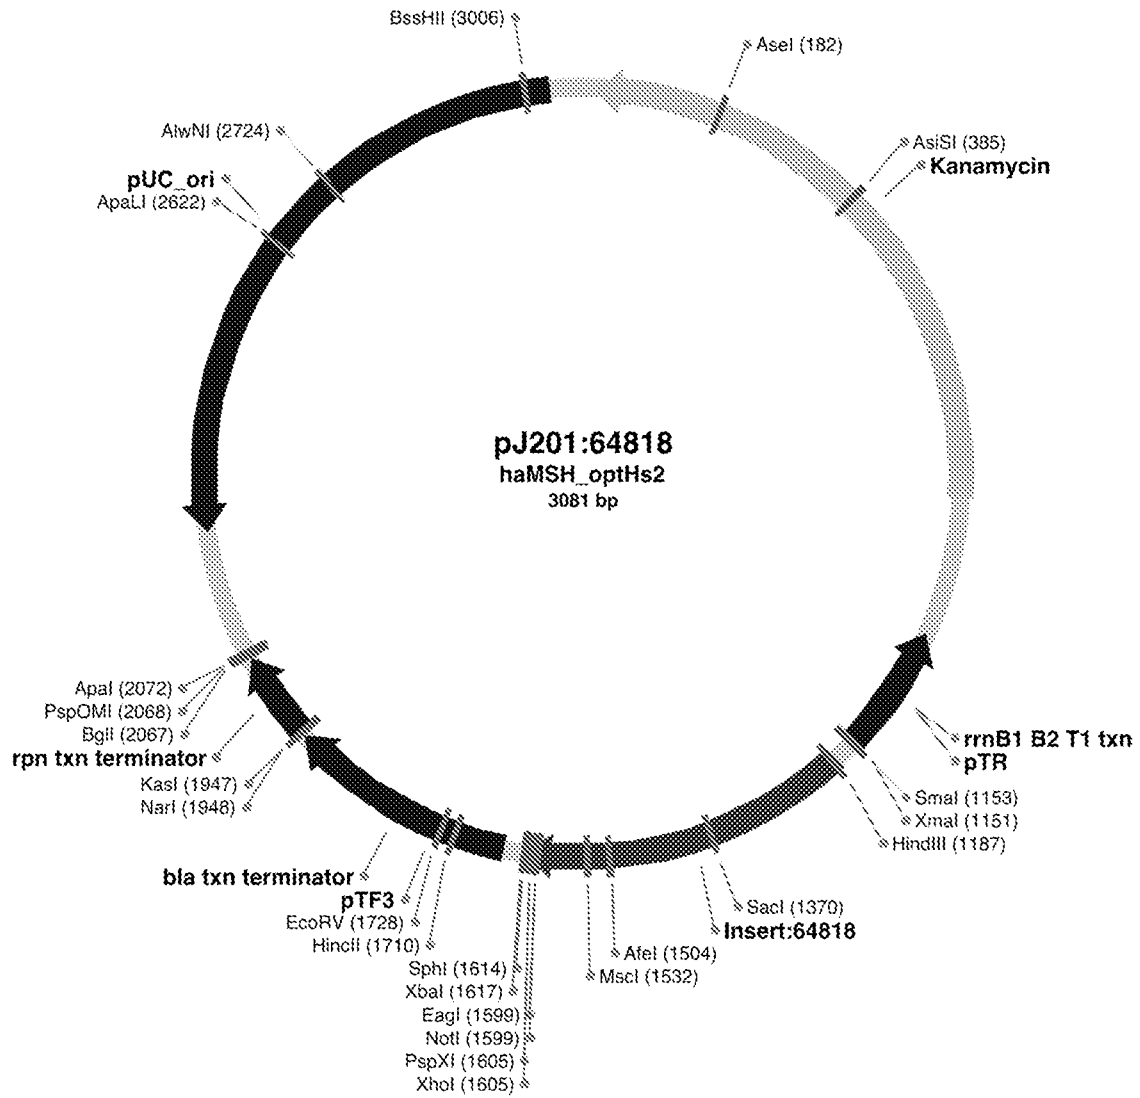 BssHII (3006)
AseI (182)
AlwNI (2724)
AsiSI (385)
Kanamycin
pUC_ori
ApaLI (2622)
pJ201:64818
haMSH_optHs2
3081 bp
ApaI (2072)
PspOMI (2068)
BglI (2067)
rpn txn terminator
KasI (1947)
NarI (1948)
rrnB1 B2 T1 txn
pTR
SmaI (1153)
XmaI (1151)
HindIII (1187)
bla txn terminator
pTF3
EcoRV (1728)
HincII (1710)
SacI (1370)
Insert:64818
AfeI (1504)
MscI (1532)
SphI (1614)
XbaI (1617)
EagI (1599)
NotI (1599)
PspXI (1605)
XhoI (1605)